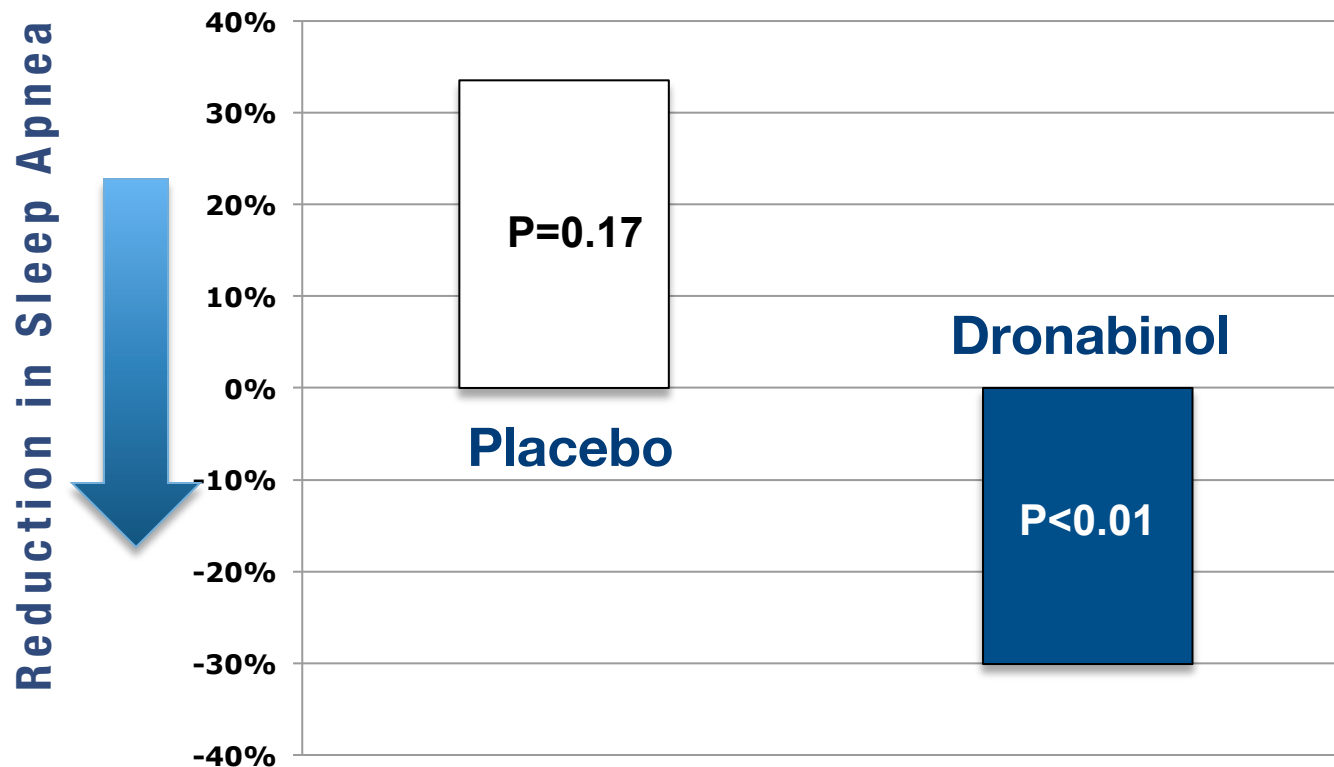 Reduction in Sleep Apnea
40%
30%
20%
10%
0%
-10%
-20%
-30%
-40%
P=0.17
Placebo
Dronabinol
P<0.01